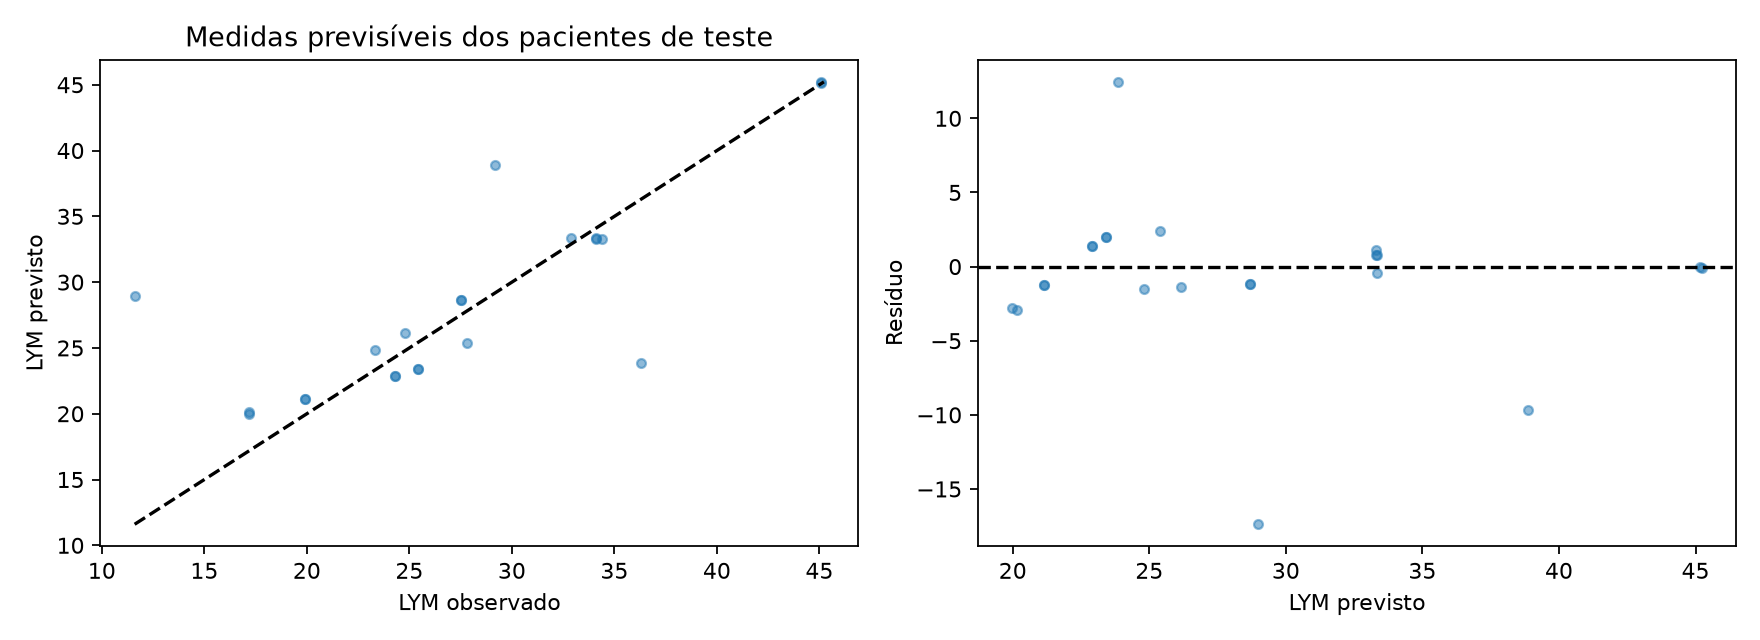 Medidas previsíveis dos pacientes de teste
LYM previsto
45
40
35
30
25
20
15
10
10 15 20 25 30 35 40 45
LYM observado
Resíduo
10
5
0
−5
−10
−15
20 25 30 35 40 45
LYM previsto